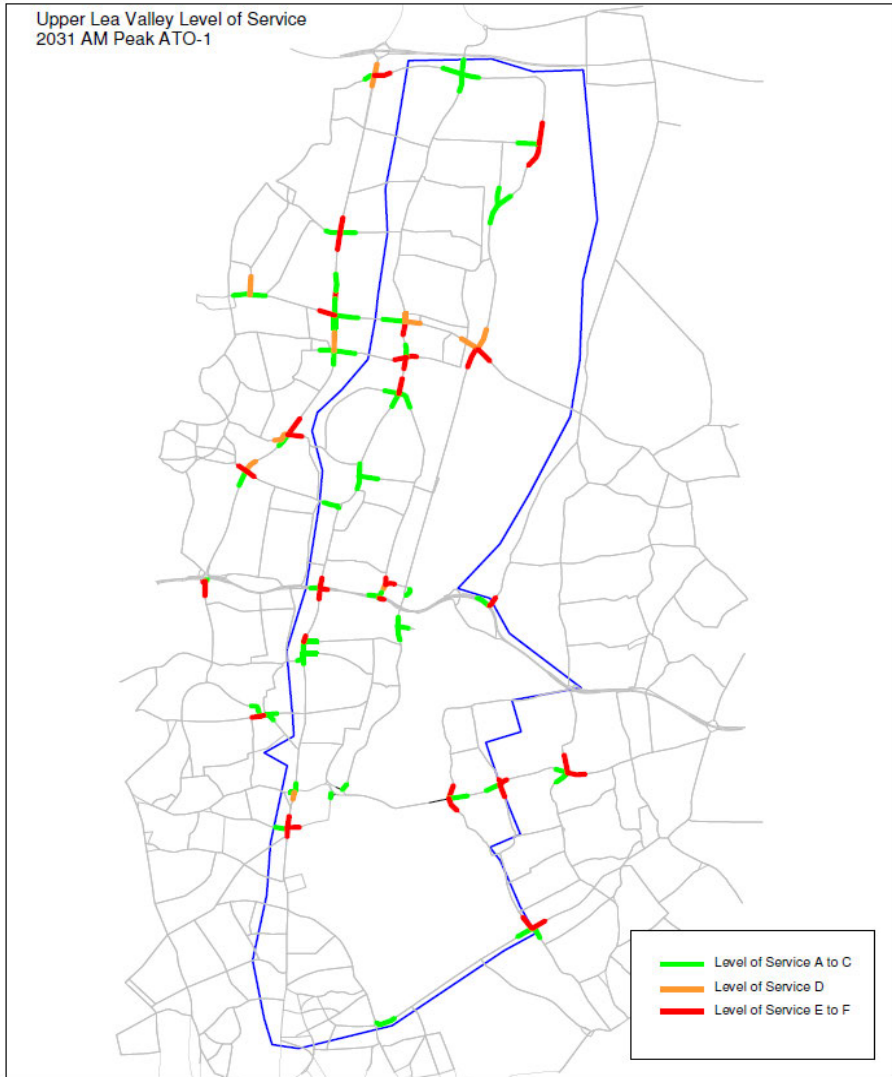 Upper Lea Valley Level of Service
2031 AM Peak ATO-1
Level of Service A to C
Level of Service D
Level of Service E to F